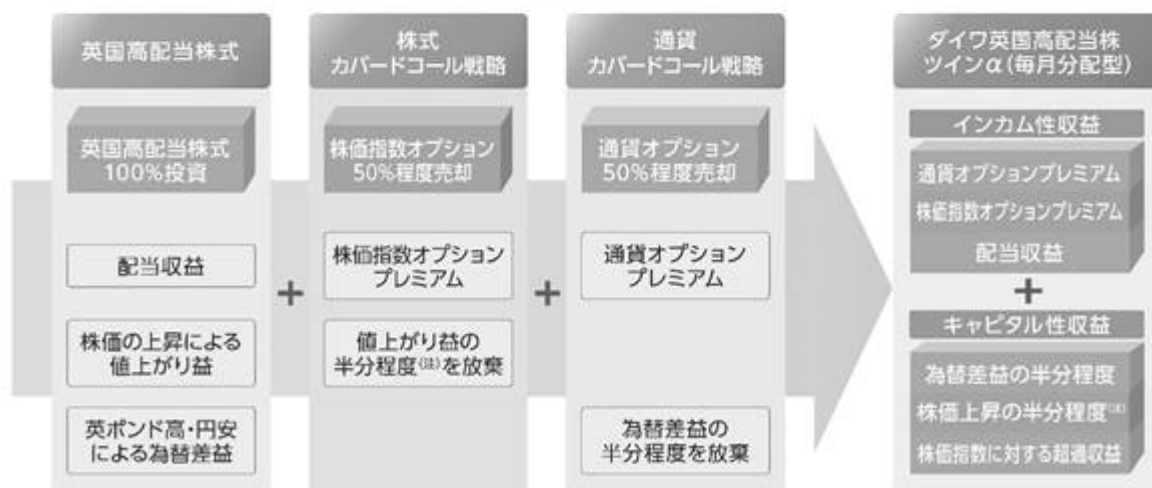 英国高配当株式
英国高配当株式
100%投資
配当収益
株価の上昇による
値上がり益
英ポンド高・円安
による為替差益
+
株式
カバードコール戦略
株価指数オプション
50%程度売却
株価指数オプション
プレミアム
値上がり益の
半分程度(注)を放棄
+
通貨
カバードコール戦略
通貨オプション
50%程度売却
通貨オプション
プレミアム
為替差益の
半分程度を放棄
ダイワ英国高配当株
ツインα(毎月分配型)
インカム性収益
通貨オプションプレミアム
株価指数オプションプレミアム
配当収益
+
キャピタル性収益
為替差益の半分程度
株価上昇の半分程度(注)
株価指数に対する超過収益